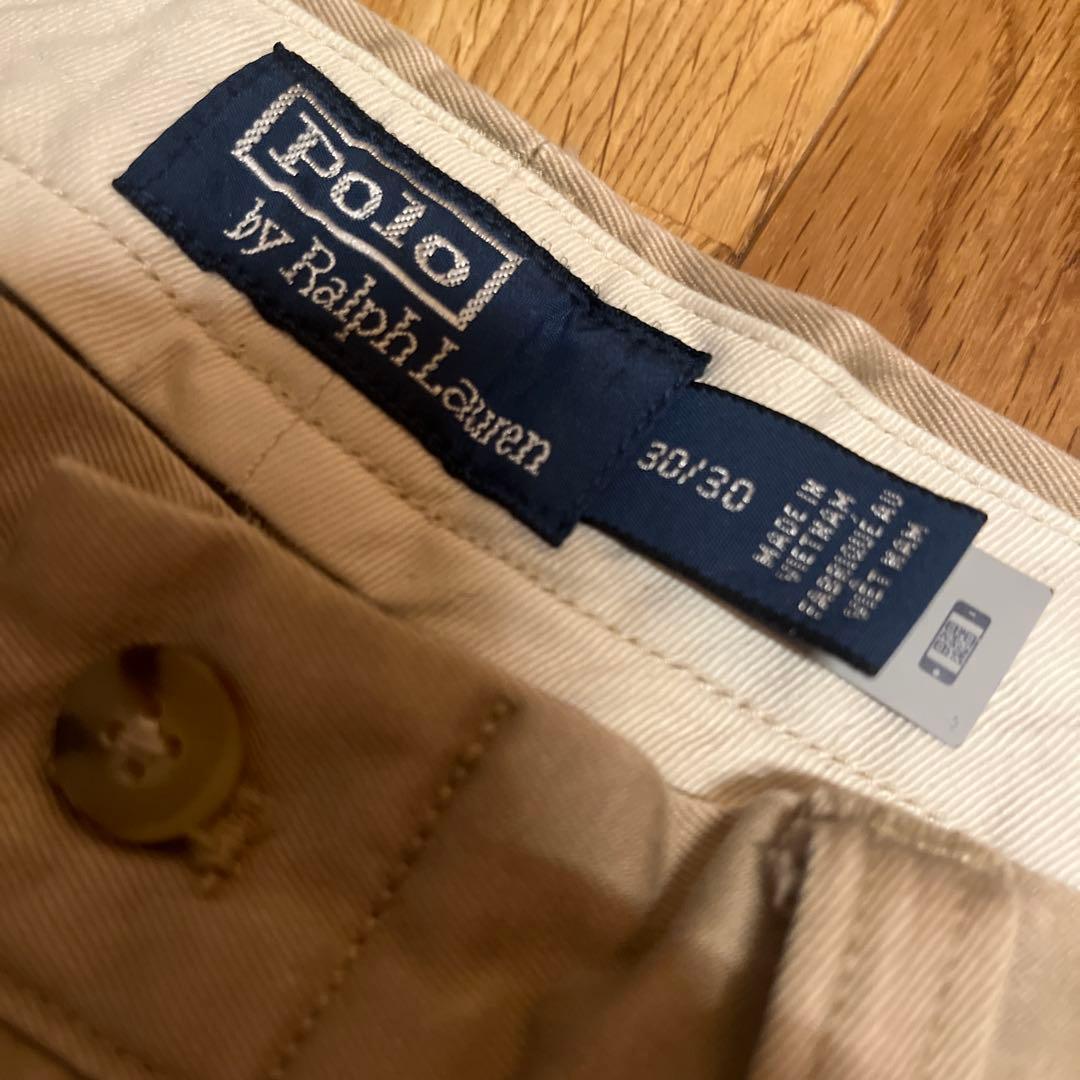 POLO
by Ralph Lauren
30/30
MADE IN
VIETNAM
FABRIQUE AU
VIET NAM